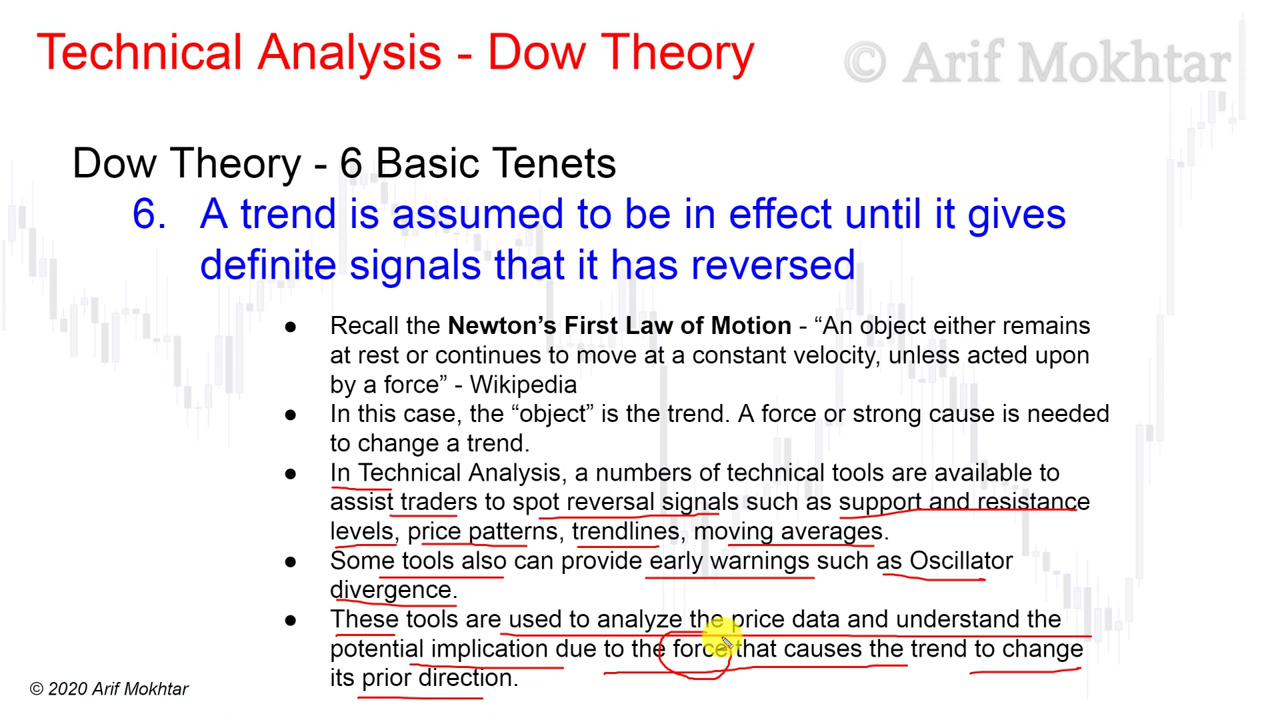 Technical Analysis - Dow Theory
© Arif Mokhtar
Dow Theory - 6 Basic Tenets
6. A trend is assumed to be in effect until it gives
definite signals that it has reversed
● Recall the Newton's First Law of Motion - “An object either remains
at rest or continues to move at a constant velocity, unless acted upon
by a force” - Wikipedia
● In this case, the “object” is the trend. A force or strong cause is needed
to change a trend.
● In Technical Analysis, a numbers of technical tools are available to
assist traders to spot reversal signals such as support and resistance
levels, price patterns, trendlines, moving averages.
● Some tools also can provide early warnings such as Oscillator
divergence.
● These tools are used to analyze the price data and understand the
potential implication due to the force that causes the trend to change
its prior direction.
© 2020 Arif Mokhtar